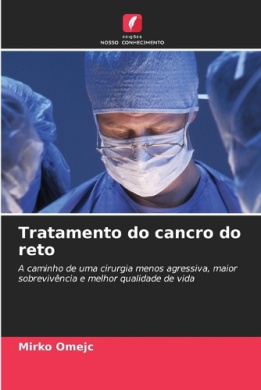 edições
NOSSO CONHECIMENTO
Tratamento do cancro do
reto
A caminho de uma cirurgia menos agressiva, maior
sobrevivência e melhor qualidade de vida
Mirko Omejc